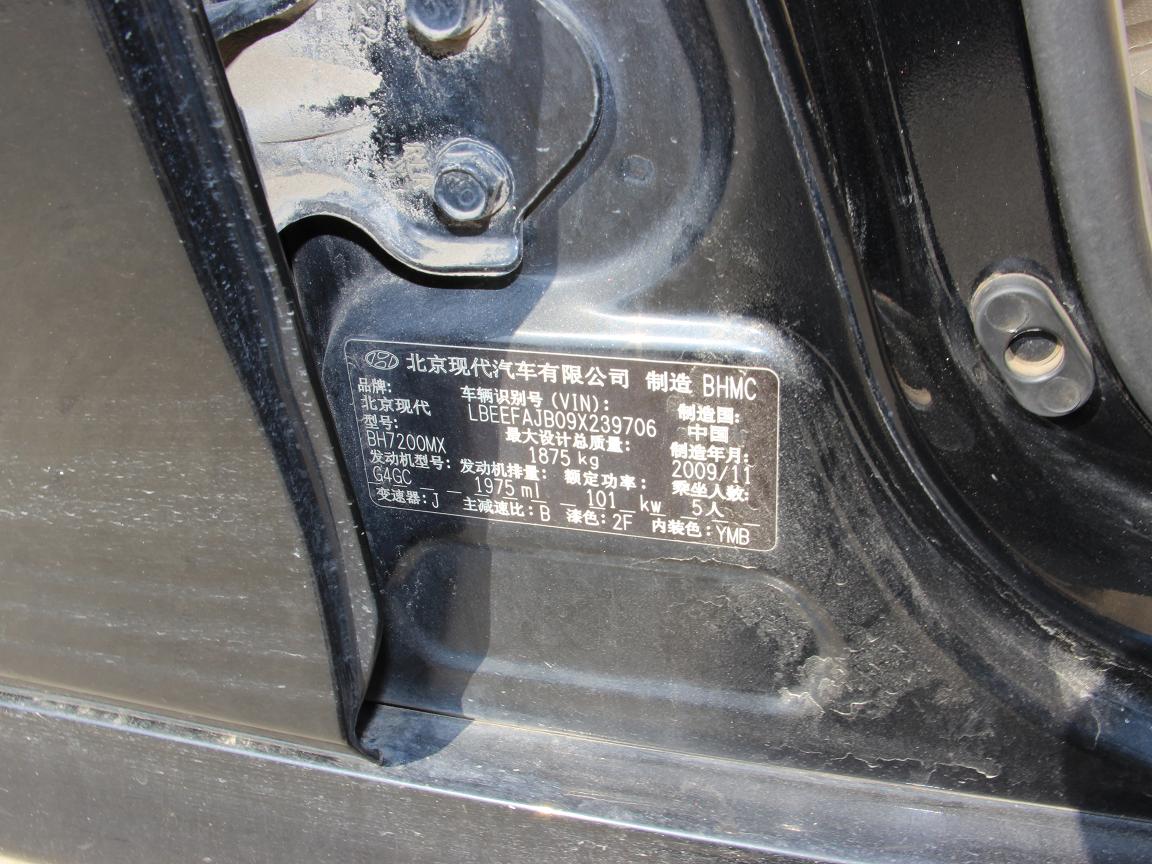 北京现代汽车有限公司 制造 BHMC
品牌: 车辆识别号(VIN): 制造国:
北京现代 LBEEFAJB09X239706 中国
型号: 最大设计总质量: 制造年月:
BH7200MX 1875 kg 2009/11
发动机型号: 发动机排量: 额定功率: 乘坐人数:
G4GC 1975 ml 101 kw 5人
变速器:J 主减速比:B 漆色:2F 内装色:YMB